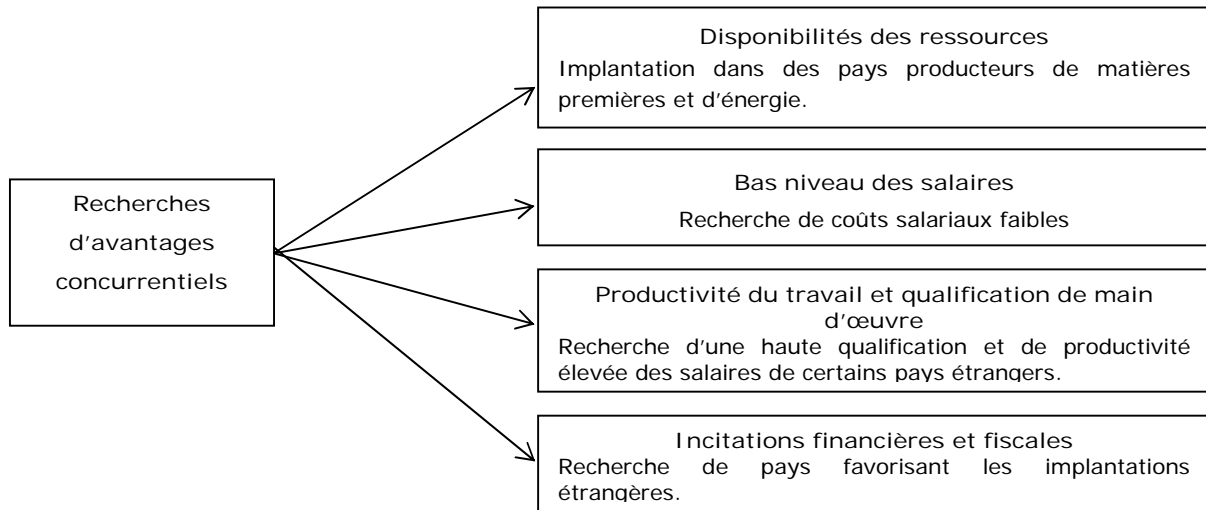 Recherches
d'avantages
concurrentiels
Disponibilités des ressources
Implantation dans des pays producteurs de matières
premières et d'énergie.
Bas niveau des salaires
Recherche de coûts salariaux faibles
Productivité du travail et qualification de main
d'œuvre
Recherche d'une haute qualification et de productivité
élevée des salaires de certains pays étrangers.
Incitations financières et fiscales
Recherche de pays favorisant les implantations
étrangères.